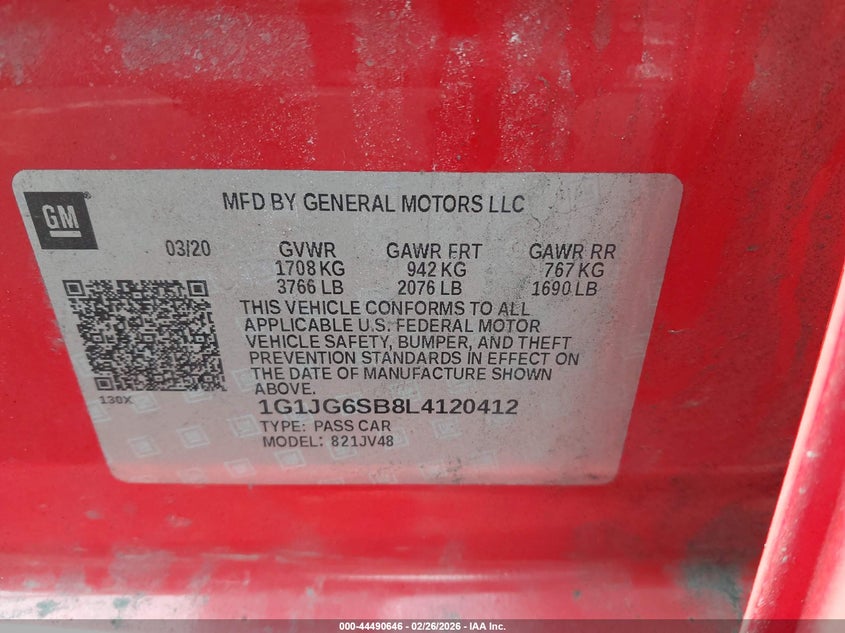 GM
MFD BY GENERAL MOTORS LLC
03/20 GVWR GAWR FRT GAWR RR
1708 KG 942 KG 767 KG
3766 LB 2076 LB 1690 LB
THIS VEHICLE CONFORMS TO ALL
APPLICABLE U.S. FEDERAL MOTOR
VEHICLE SAFETY, BUMPER, AND THEFT
PREVENTION STANDARDS IN EFFECT ON
THE DATE OF MANUFACTURE SHOWN
ABOVE.
130X
1G1JG6SB8L4120412
TYPE: PASS CAR
MODEL: 821JV48
000-44490646 - 02/26/2026 - IAA Inc.